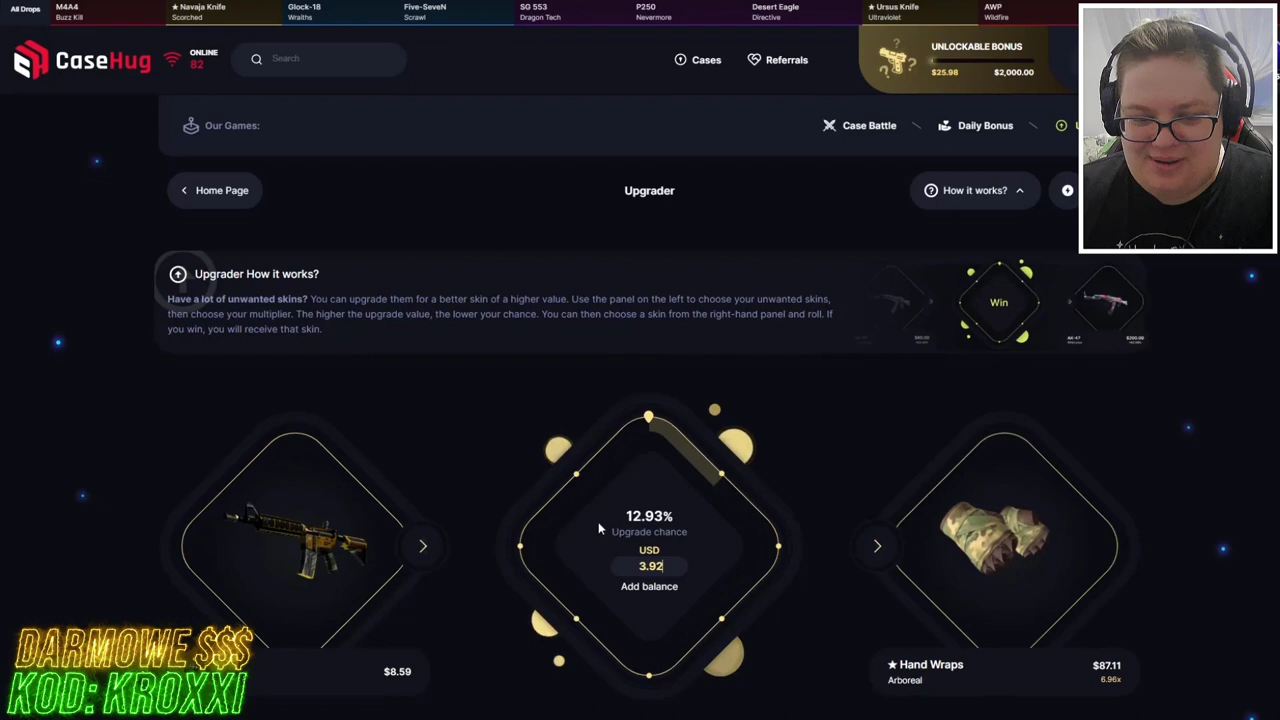 All Drops
M4A4
Buzz Kill
★ Navaja Knife
Scorched
Glock-18
Wraiths
Five-SeveN
Scrawl
SG 553
Dragon Tech
P250
Nevermore
Desert Eagle
Directive
★ Ursus Knife
Ultraviolet
AWP
Wildfire
CaseHug
ONLINE
82
Search
Cases
Referrals
UNLOCKABLE BONUS
$25.98 $2,000.00
Our Games:
Case Battle
Daily Bonus
Home Page
Upgrader
How it works?
Upgrader How it works?
Have a lot of unwanted skins? You can upgrade them for a better skin of a higher value. Use the panel on the left to choose your unwanted skins,
then choose your multiplier. The higher the upgrade value, the lower your chance. You can then choose a skin from the right-hand panel and roll. If
you win, you will receive that skin.
Win
12.93%
Upgrade chance
USD
3.92
Add balance
$8.59
★ Hand Wraps
Arboreal
$87.11
6.96x
DARMOWE $$$
KOD: KROXXI